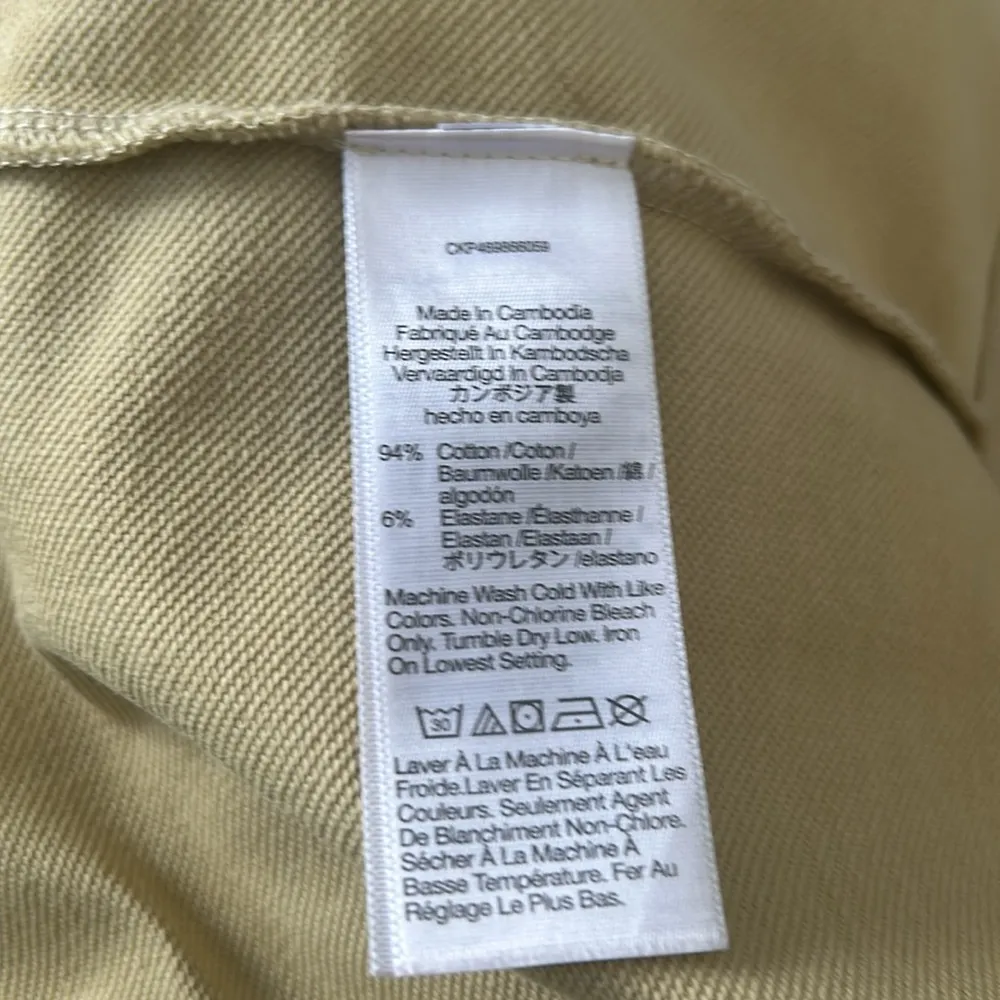 Made In Cambodia
Fabriqué Au Cambodge
Hergestellt In Kambodscha
Vervaardigd In Cambodja
カンボジア製
hecho en camboya
94% Cotton /Coton /
Baumwolle /Katoen /綿 /
algodón
6% Elastane /Élasthanne /
Elastan /Elastaan /
ポリウレタン /elastano
Machine Wash Cold With Like
Colors. Non-Chlorine Bleach
Only. Tumble Dry Low. Iron
On Lowest Setting.
30
Laver À La Machine À L'eau
Froide.Laver En Séparant Les
Couleurs. Seulement Agent
De Blanchiment Non-Chlore.
Sécher À La Machine À
Basse Température. Fer Au
Réglage Le Plus Bas.